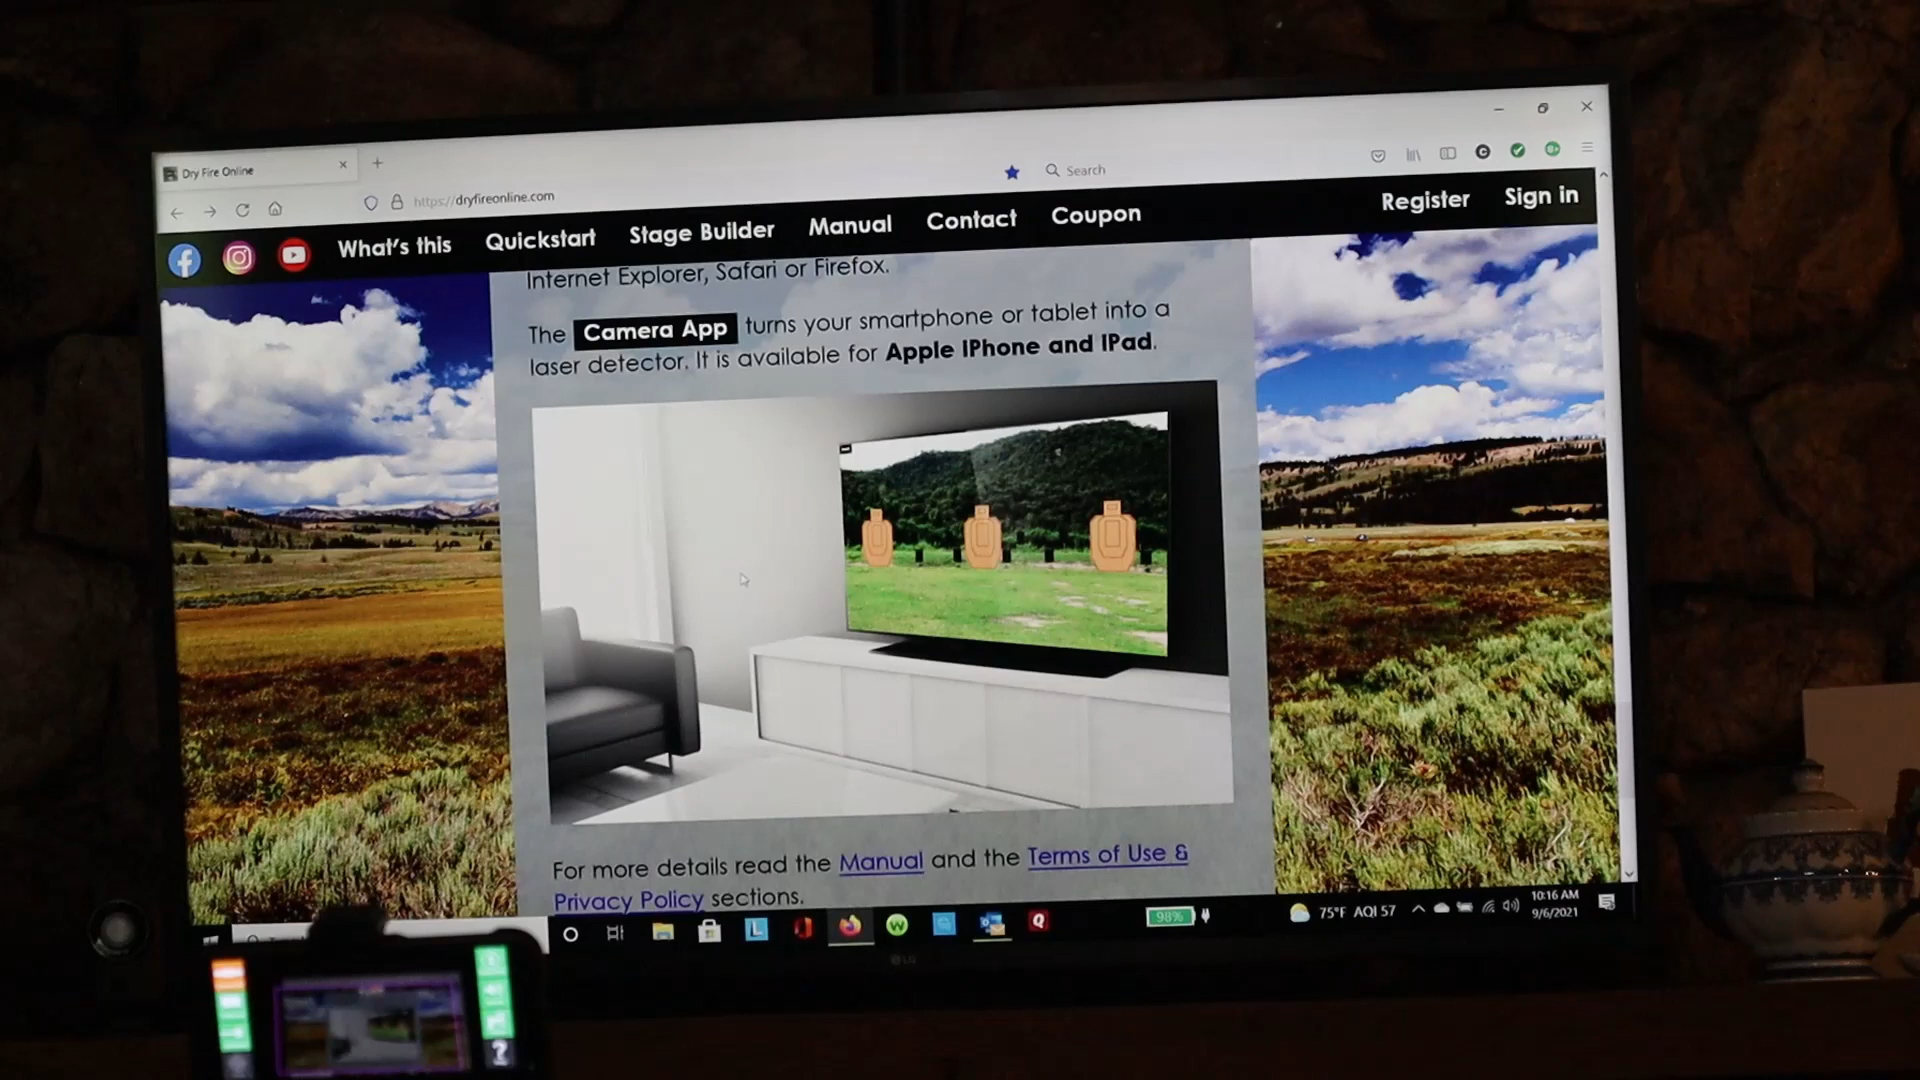 Dry Fire Online
Search
https://dryfireonline.com
What's this
Quickstart
Stage Builder
Manual
Contact
Coupon
Register
Sign in
Internet Explorer, Safari or Firefox.
The Camera App turns your smartphone or tablet into a
laser detector. It is available for Apple IPhone and IPad.
For more details read the Manual and the Terms of Use &
Privacy Policy sections.
98%
75°F AQI 57
10:16 AM
9/6/2021
LG
?